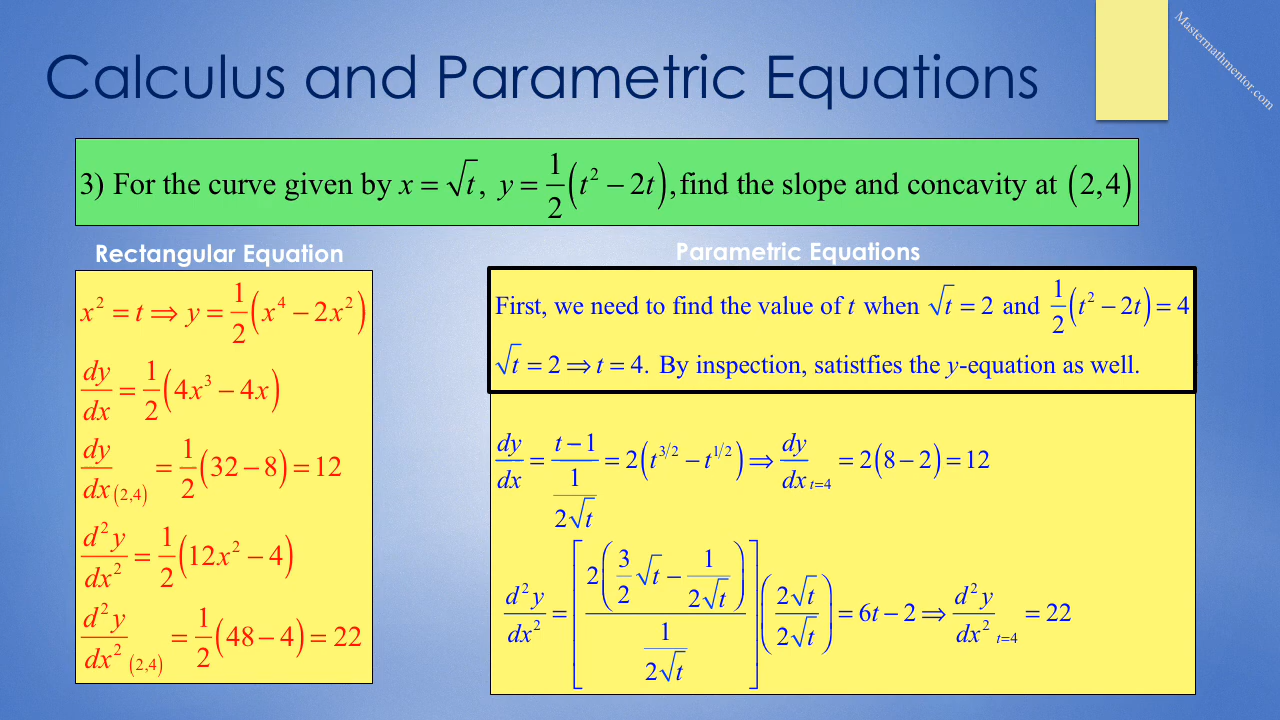 Calculus and Parametric Equations
Mastermathmentor.com
3) For the curve given by x = √t, y = 1/2 (t² − 2t), find the slope and concavity at (2,4)
Rectangular Equation
x² = t ⇒ y = 1/2 (x⁴ − 2x²)
dy/dx = 1/2 (4x³ − 4x)
dy/dx (2,4) = 1/2 (32 − 8) = 12
d²y/dx² = 1/2 (12x² − 4)
d²y/dx² (2,4) = 1/2 (48 − 4) = 22
Parametric Equations
First, we need to find the value of t when √t = 2 and 1/2 (t² − 2t) = 4
√t = 2 ⇒ t = 4. By inspection, satistfies the y-equation as well.
dy/dx = (t − 1)/(1/(2√t)) = 2(t^(3/2) − t^(1/2)) ⇒ dy/dx t=4 = 2(8 − 2) = 12
d²y/dx² = [2(3/2 √t − 1/(2√t))/(1/(2√t))] (2√t/2√t) = 6t − 2 ⇒ d²y/dx² t=4 = 22